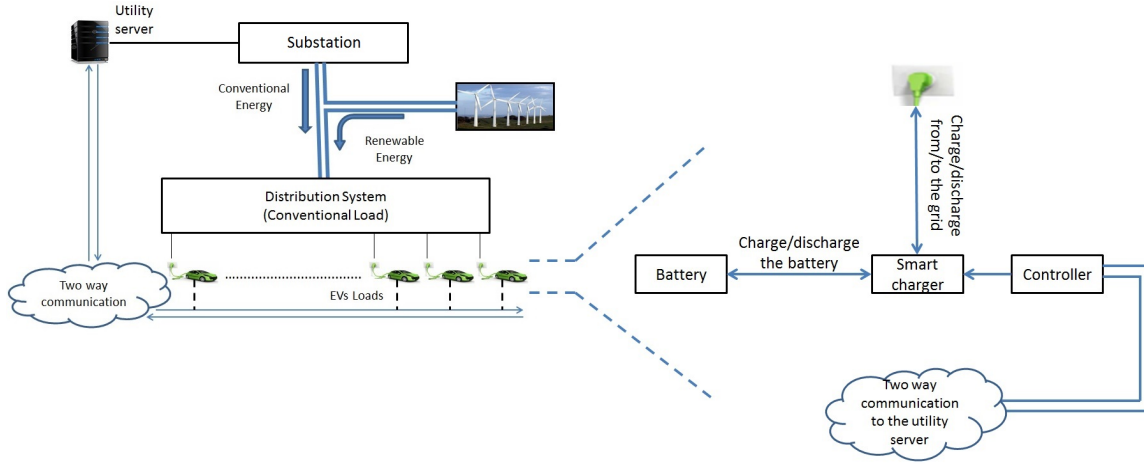 Utility
server
Substation
Conventional
Energy
Renewable
Energy
Distribution System
(Conventional Load)
Two way
communication
EVs Loads
Charge/discharge
from/to the grid
Charge/discharge
the battery
Battery
Smart
charger
Controller
Two way
communication
to the utility
server